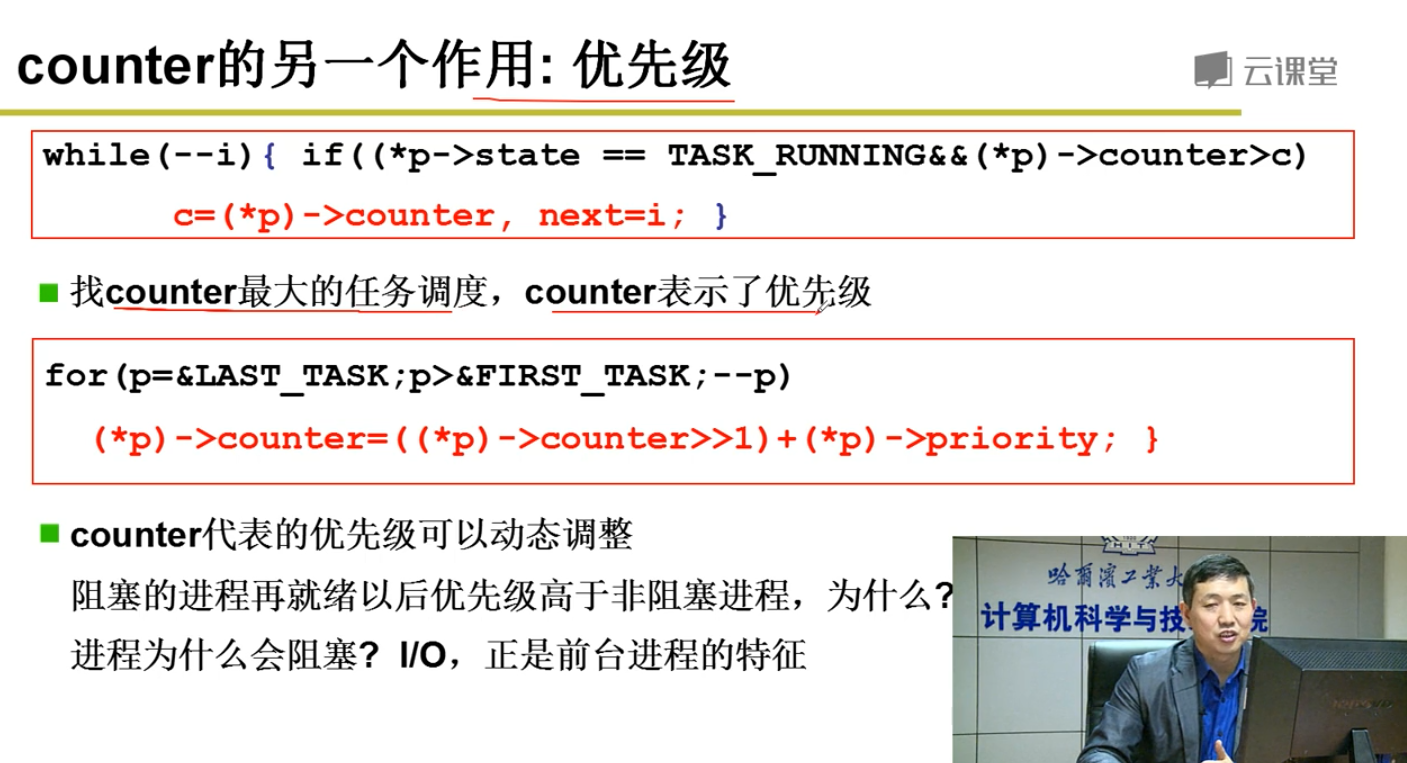 counter的另一个作用: 优先级
云课堂
while(--i){ if((*p->state == TASK_RUNNING&&(*p)->counter>c)
c=(*p)->counter, next=i; }
找counter最大的任务调度，counter表示了优先级
for(p=&LAST_TASK;p>&FIRST_TASK;--p)
(*p)->counter=((*p)->counter>>1)+(*p)->priority; }
counter代表的优先级可以动态调整
阻塞的进程再就绪以后优先级高于非阻塞进程，为什么?
进程为什么会阻塞? I/O，正是前台进程的特征
哈爾濱工業大
计算机科学与技 院